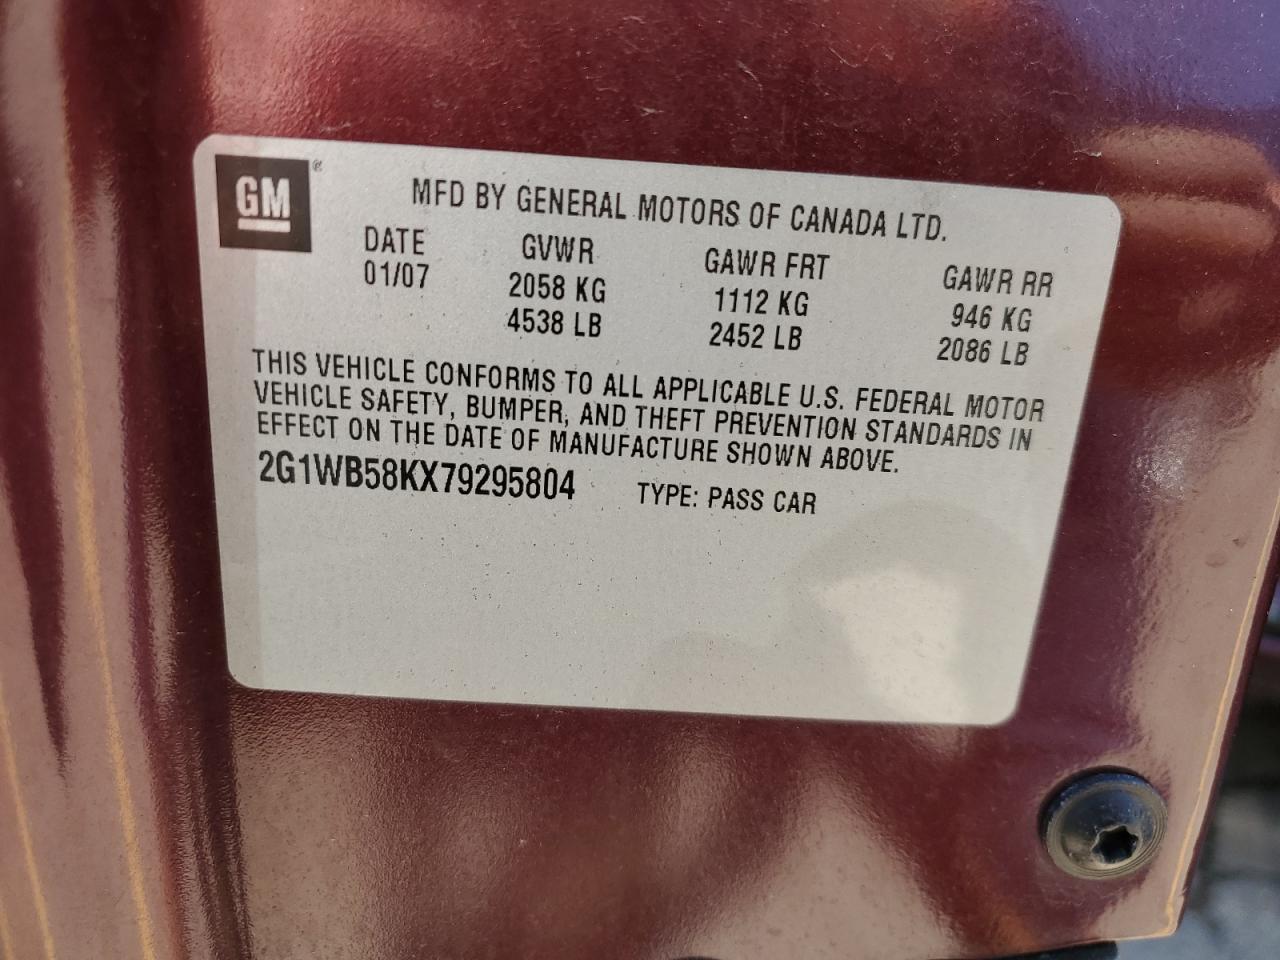 GM ®
MFD BY GENERAL MOTORS OF CANADA LTD.
DATE GVWR GAWR FRT GAWR RR
01/07 2058 KG 1112 KG 946 KG
4538 LB 2452 LB 2086 LB
THIS VEHICLE CONFORMS TO ALL APPLICABLE U.S. FEDERAL MOTOR
VEHICLE SAFETY, BUMPER, AND THEFT PREVENTION STANDARDS IN
EFFECT ON THE DATE OF MANUFACTURE SHOWN ABOVE.
2G1WB58KX79295804 TYPE: PASS CAR